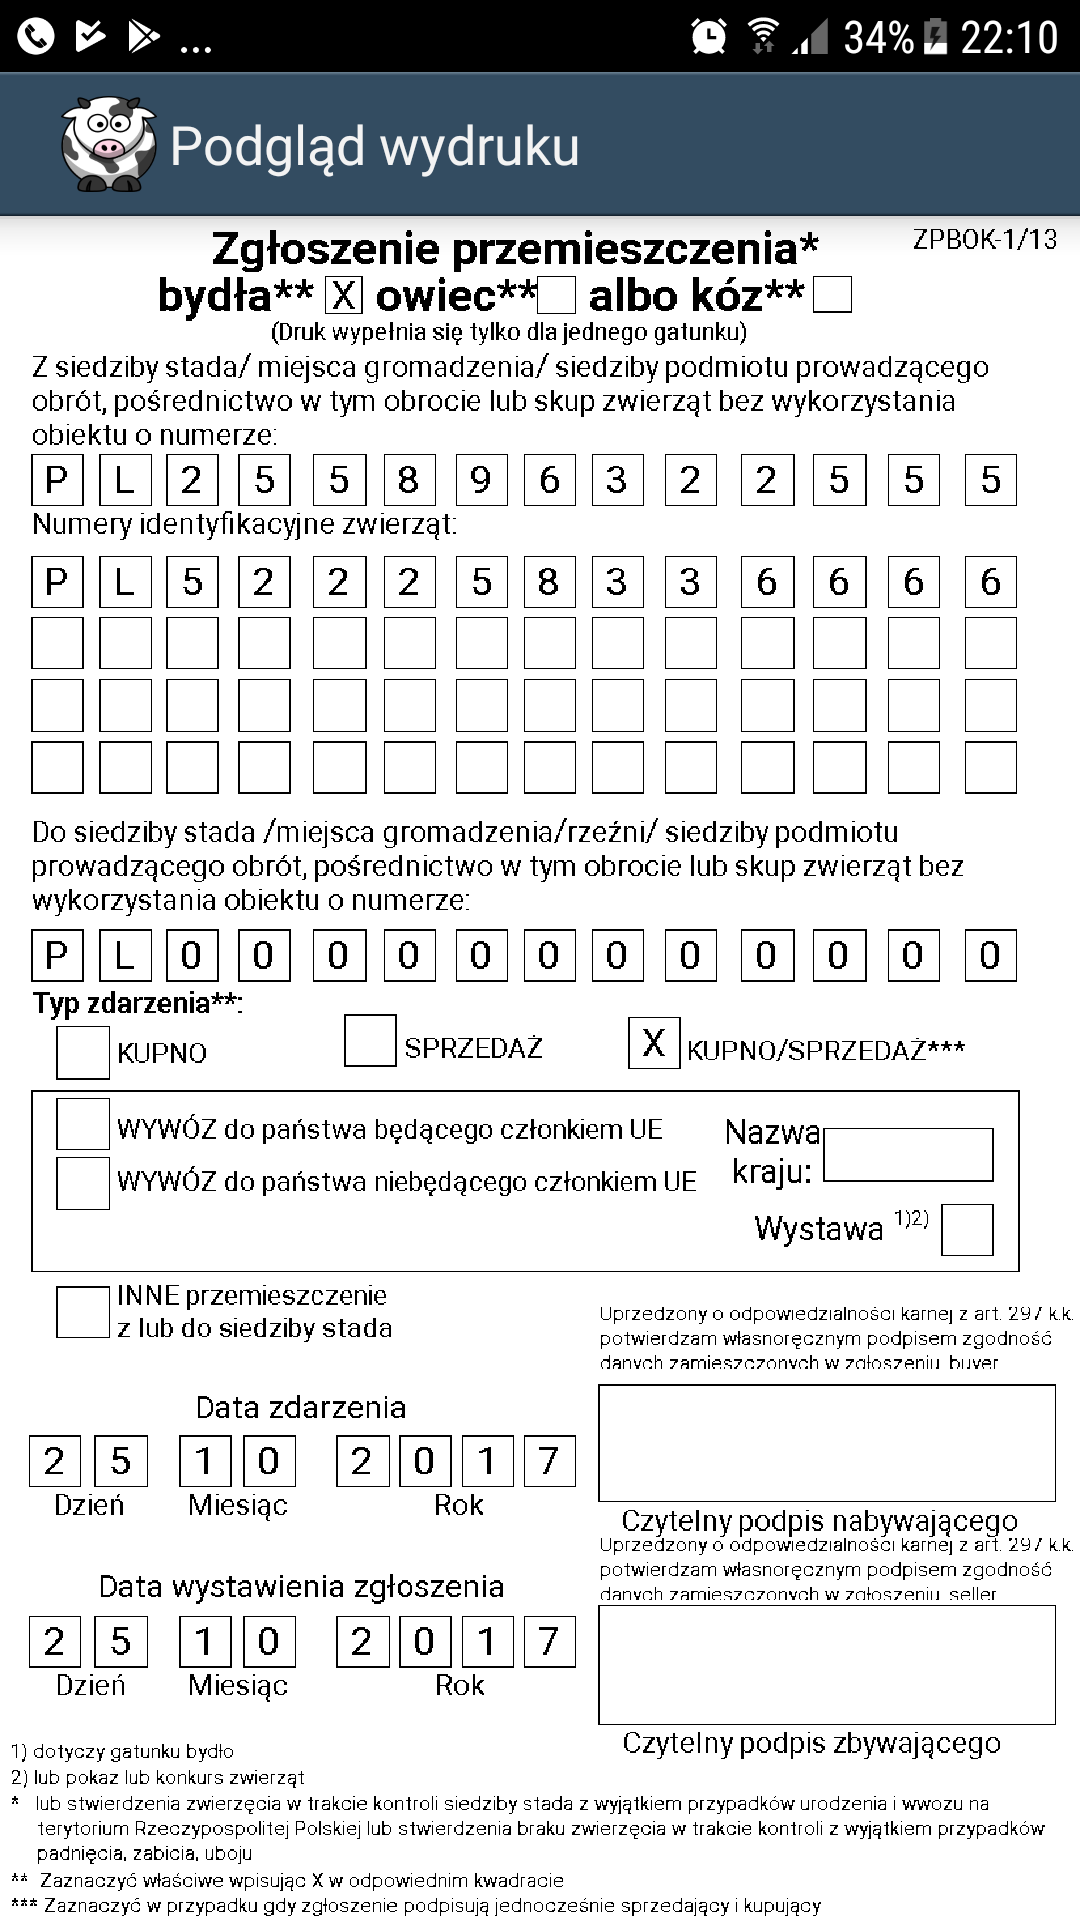 ... 34% 22:10
Podgląd wydruku
Zgłoszenie przemieszczenia* ZPBOK-1/13
bydła** X owiec** albo kóz**
(Druk wypełnia się tylko dla jednego gatunku)
Z siedziby stada/ miejsca gromadzenia/ siedziby podmiotu prowadzącego
obrót, pośrednictwo w tym obrocie lub skup zwierząt bez wykorzystania
obiektu o numerze:
P L 2 5 5 8 9 6 3 2 2 5 5 5
Numery identyfikacyjne zwierząt:
P L 5 2 2 2 5 8 3 3 6 6 6 6
Do siedziby stada /miejsca gromadzenia/rzeźni/ siedziby podmiotu
prowadzącego obrót, pośrednictwo w tym obrocie lub skup zwierząt bez
wykorzystania obiektu o numerze:
P L 0 0 0 0 0 0 0 0 0 0 0 0
Typ zdarzenia**:
KUPNO SPRZEDAŻ X KUPNO/SPRZEDAŻ***
WYWÓZ do państwa będącego członkiem UE
WYWÓZ do państwa niebędącego członkiem UE
Nazwa
kraju:
Wystawa 1)2)
INNE przemieszczenie
z lub do siedziby stada
Uprzedzony o odpowiedzialności karnej z art. 297 k.k.
potwierdzam własnoręcznym podpisem zgodność
danych zamieszczonych w zgłoszeniu buyer
Data zdarzenia
2 5 1 0 2 0 1 7
Dzień Miesiąc Rok
Czytelny podpis nabywającego
Uprzedzony o odpowiedzialności karnej z art. 297 k.k.
potwierdzam własnoręcznym podpisem zgodność
danych zamieszczonych w zgłoszeniu seller
Data wystawienia zgłoszenia
2 5 1 0 2 0 1 7
Dzień Miesiąc Rok
Czytelny podpis zbywającego
1) dotyczy gatunku bydło
2) lub pokaz lub konkurs zwierząt
* lub stwierdzenia zwierzęcia w trakcie kontroli siedziby stada z wyjątkiem przypadków urodzenia i wwozu na
terytorium Rzeczypospolitej Polskiej lub stwierdzenia braku zwierzęcia w trakcie kontroli z wyjątkiem przypadków
padnięcia, zabicia, uboju
** Zaznaczyć właściwe wpisując X w odpowiednim kwadracie
*** Zaznaczyć w przypadku gdy zgłoszenie podpisują jednocześnie sprzedający i kupujący